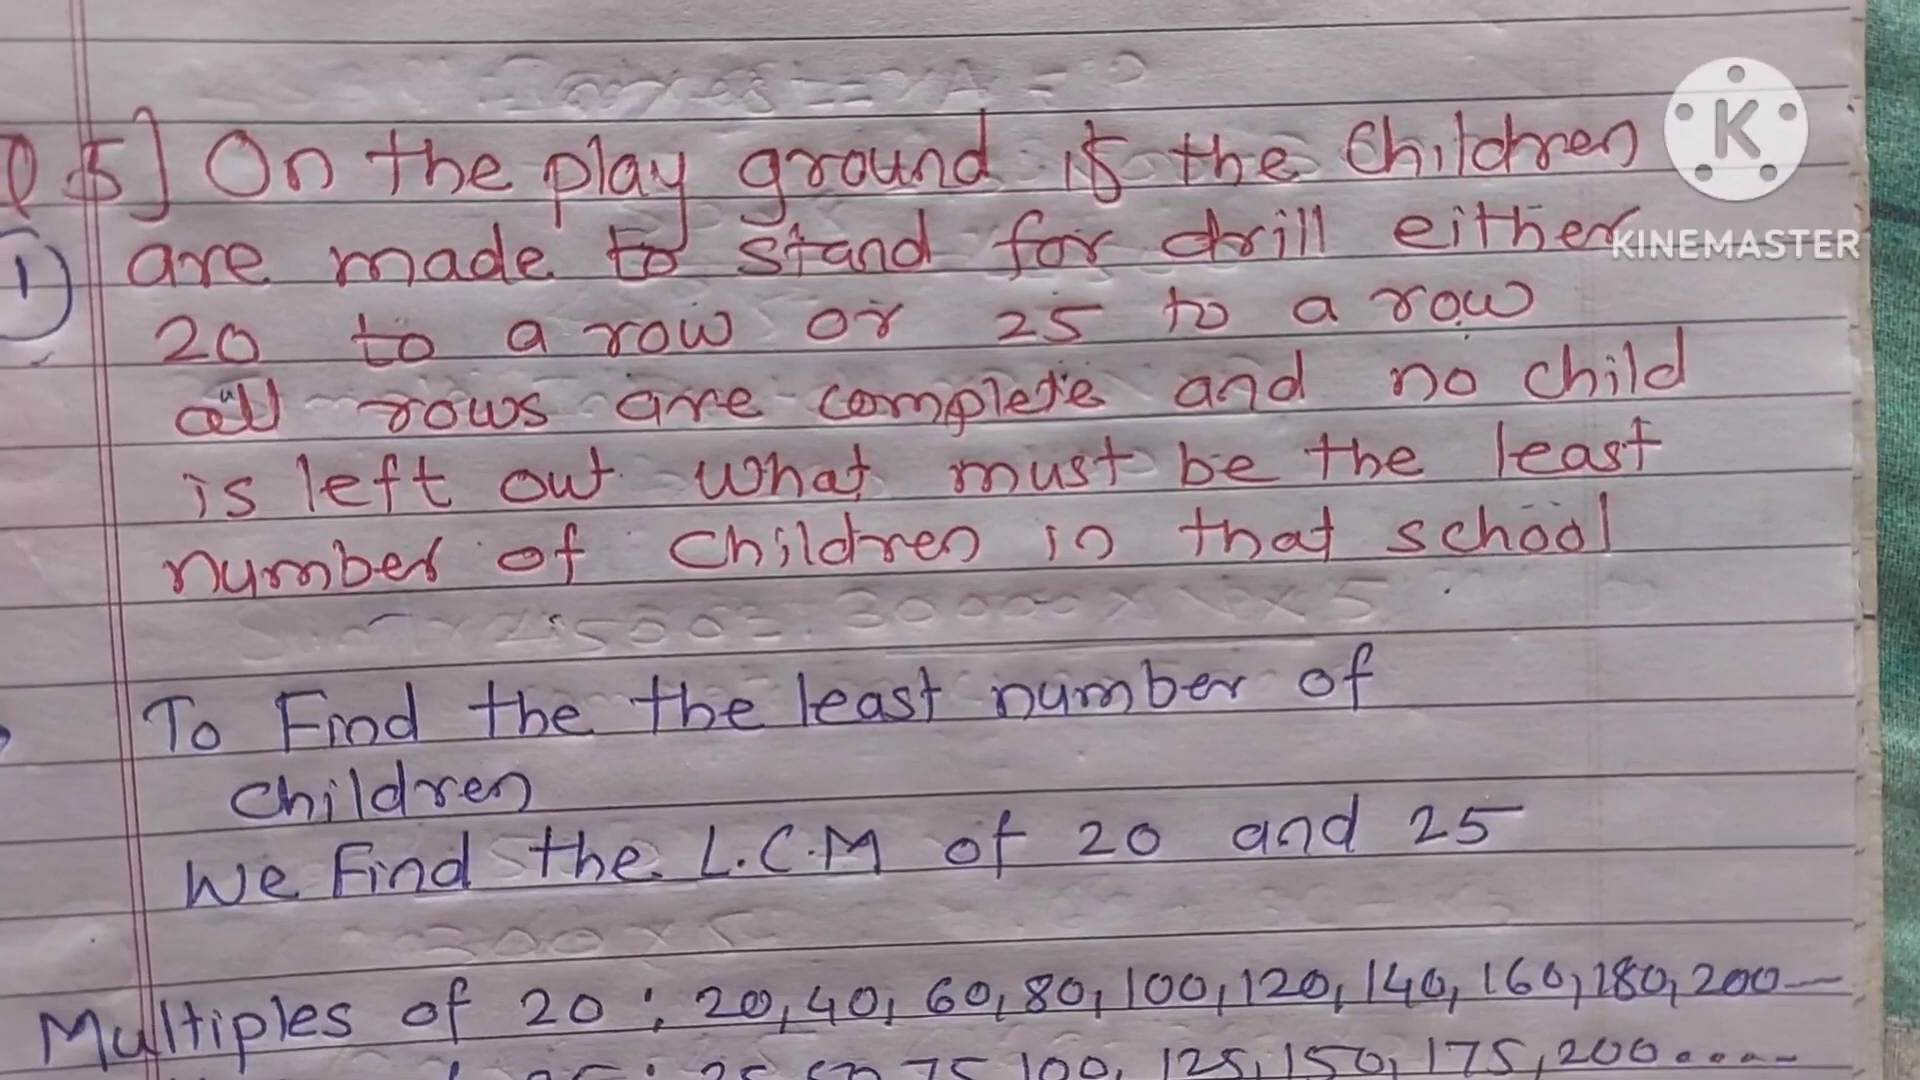 Q 5] On the play ground if the children
1) are made to stand for drill either
20 to a row or 25 to a row
all rows are complete and no child
is left out what must be the least
number of children in that school
To Find the the least number of
children
We Find the L.C.M of 20 and 25
Multiples of 20 : 20, 40, 60, 80, 100, 120, 140, 160, 180, 200---
25 : 25 50 75 100, 125, 150, 175, 200.....
K
KINEMASTER